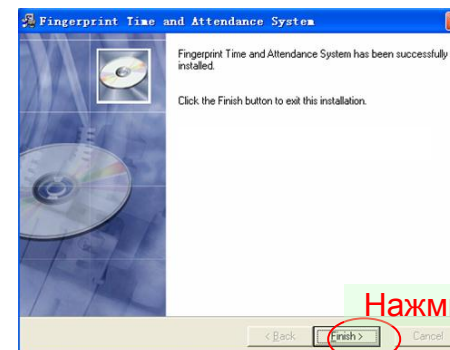 Fingerprint Time and Attendance System
Fingerprint Time and Attendance System has been successfully
installed.
Click the Finish button to exit this installation.
Нажм
< Back
Finish >
Cancel